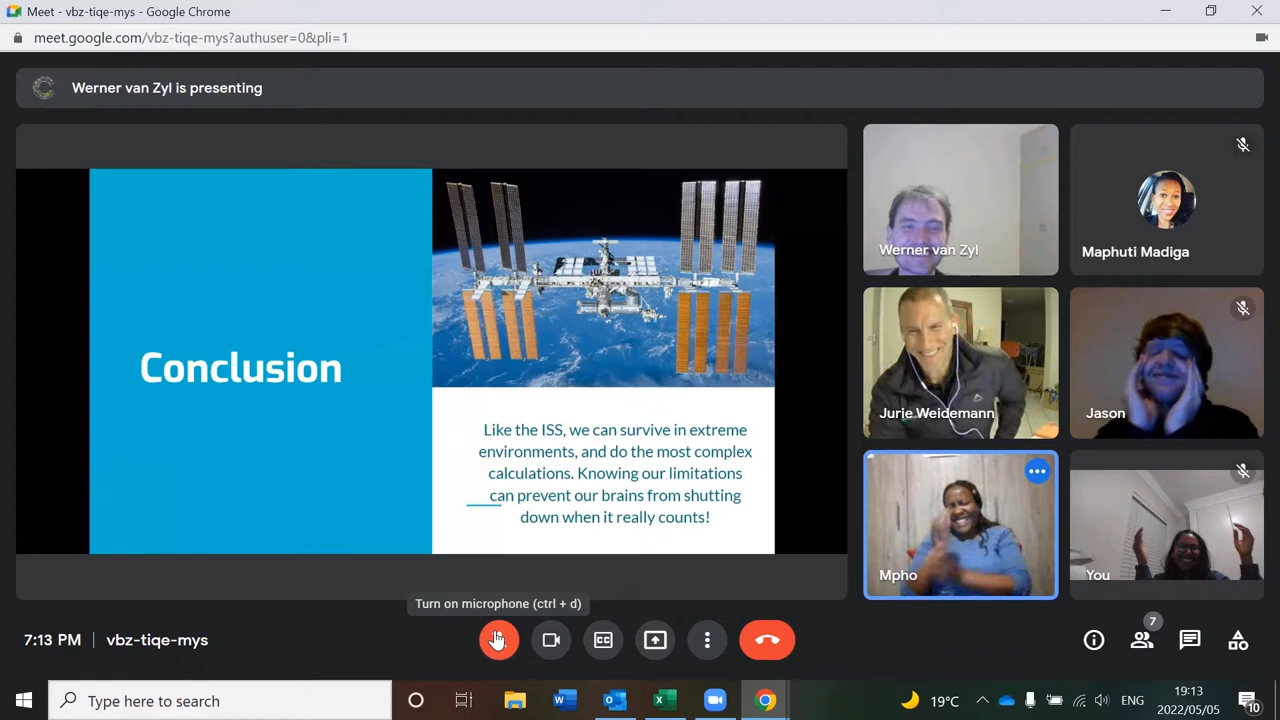 Meet - vbz-tiqe-mys - Google Chrome
meet.google.com/vbz-tiqe-mys?authuser=0&pli=1
Werner van Zyl is presenting
Conclusion
Like the ISS, we can survive in extreme
environments, and do the most complex
calculations. Knowing our limitations
can prevent our brains from shutting
down when it really counts!
Werner van Zyl
Maphuti Madiga
Jurie Weidemann
Jason
Mpho
You
Turn on microphone (ctrl + d)
7:13 PM | vbz-tiqe-mys
CC
7
Type here to search
19°C
ENG
19:13
2022/05/05
10